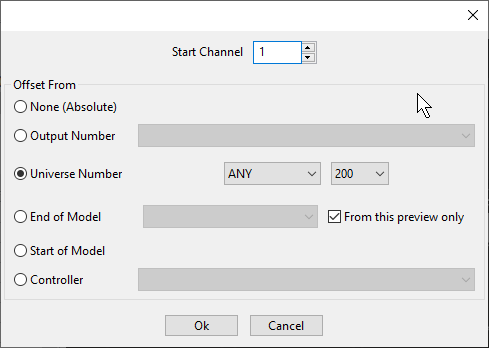 Start Channel 1
Offset From
None (Absolute)
Output Number
Universe Number ANY 200
End of Model From this preview only
Start of Model
Controller
Ok Cancel